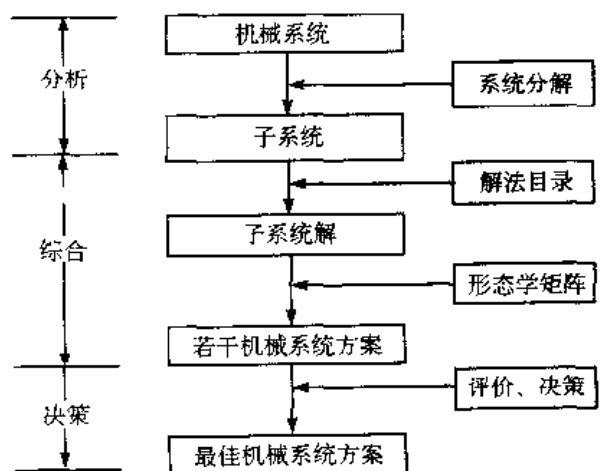 机械系统
分析
系统分解
子系统
解法目录
综合
子系统解
形态学矩阵
若干机械系统方案
评价、决策
决策
最佳机械系统方案